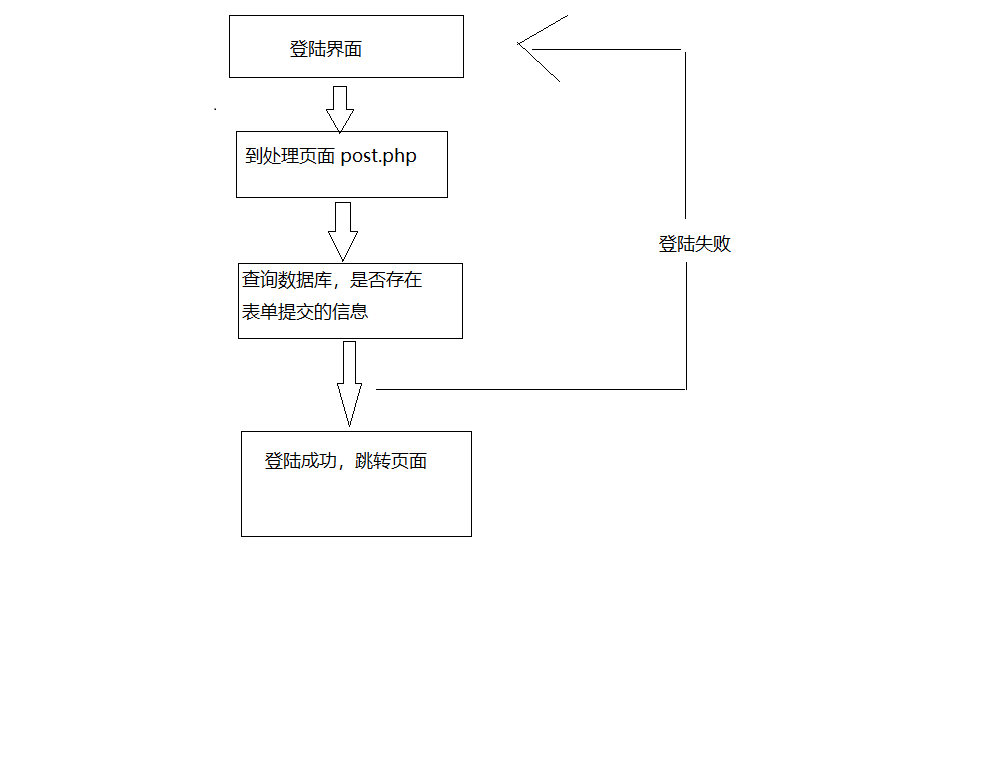 登陆界面
到处理页面 post.php
查询数据库，是否存在
表单提交的信息
登陆失败
登陆成功，跳转页面